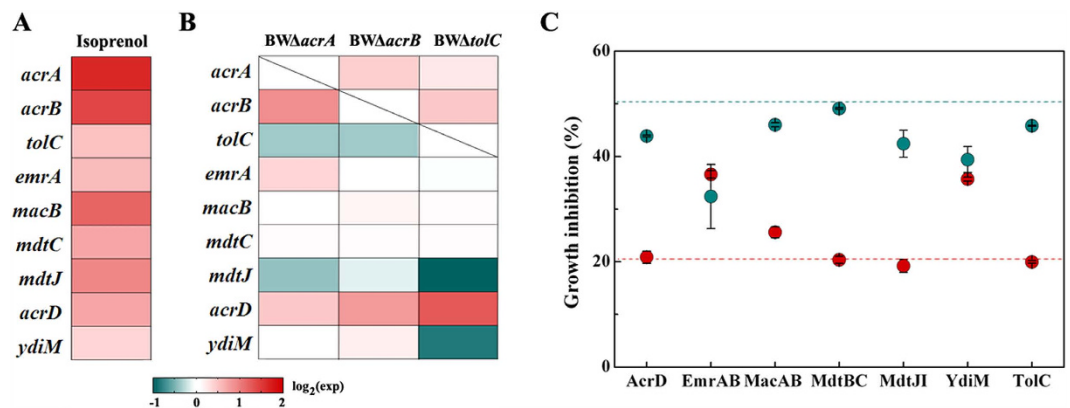 A
Isoprenol
acrA
acrB
tolC
emrA
macB
mdtC
mdtJ
acrD
ydiM
B
BWΔacrA BWΔacrB BWΔtolC
acrA
acrB
tolC
emrA
macB
mdtC
mdtJ
acrD
ydiM
-1 0 1 2
log2(exp)
C
Growth inhibition (%)
60
40
20
0
AcrD EmrAB MacAB MdtBC MdtJI YdiM TolC